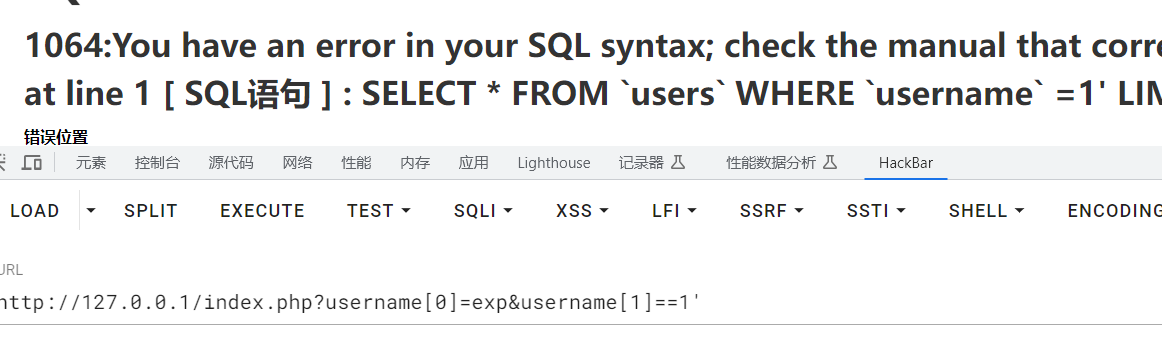 1064:You have an error in your SQL syntax; check the manual that corre
at line 1 [ SQL语句 ] : SELECT * FROM `users` WHERE `username` =1' LIM
错误位置
元素 控制台 源代码 网络 性能 内存 应用 Lighthouse 记录器 性能数据分析 HackBar
LOAD SPLIT EXECUTE TEST SQLI XSS LFI SSRF SSTI SHELL ENCODING
URL
http://127.0.0.1/index.php?username[0]=exp&username[1]==1'